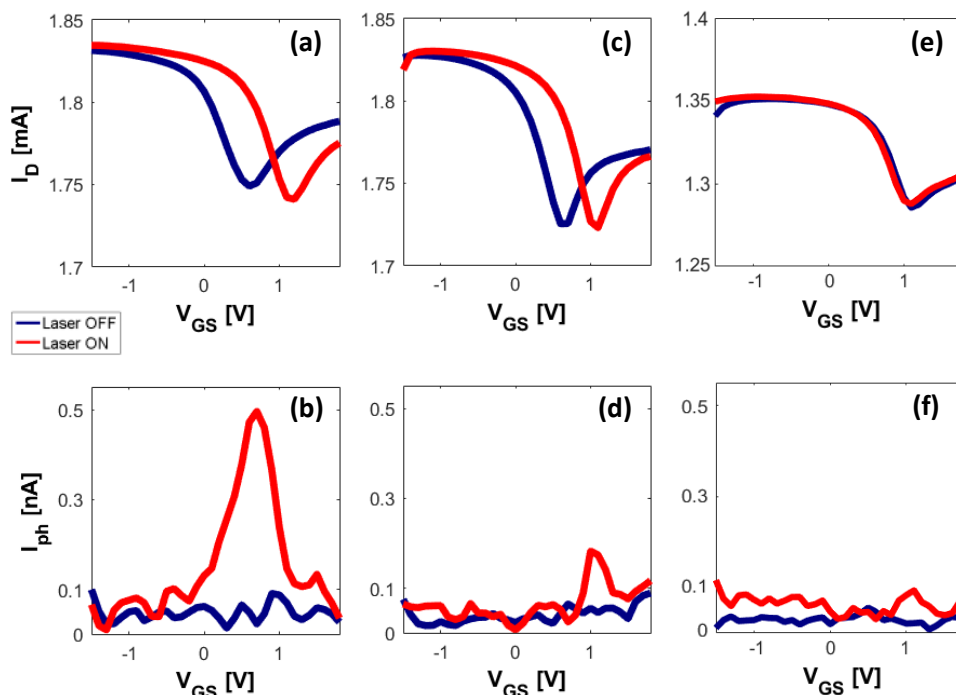 (a)
1.85
1.8
1.75
1.7
I_D [mA]
-1 0 1
V_GS [V]
(c)
1.85
1.8
1.75
1.7
-1 0 1
V_GS [V]
(e)
1.4
1.35
1.3
1.25
-1 0 1
V_GS [V]
Laser OFF
Laser ON
(b)
0.5
0.3
0.1
0
I_ph [nA]
-1 0 1
V_GS [V]
(d)
0.5
0.3
0.1
0
-1 0 1
V_GS [V]
(f)
0.5
0.3
0.1
0
-1 0 1
V_GS [V]